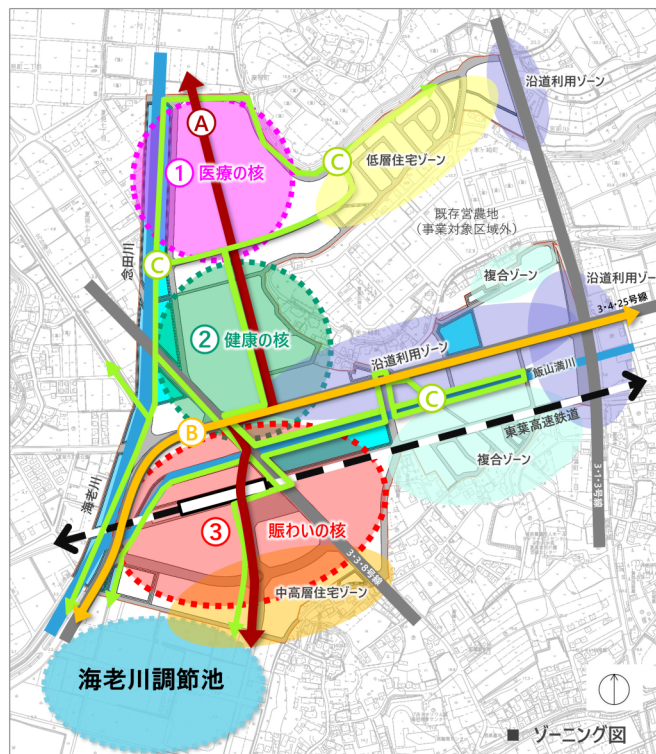 沿道利用ゾーン
A
C
低層住宅ゾーン
① 医療の核
既存営農地
(事業対象区域外)
念田川
C
複合ゾーン
沿道利用ゾー
3・4・25号線
② 健康の核
沿道利用ゾーン
飯山満川
C
B
東葉高速鉄道
複合ゾーン
海老川
3・1・3号線
③ 賑わいの核
3・3・8号線
中高層住宅ゾーン
海老川調節池
■ ゾーニング図